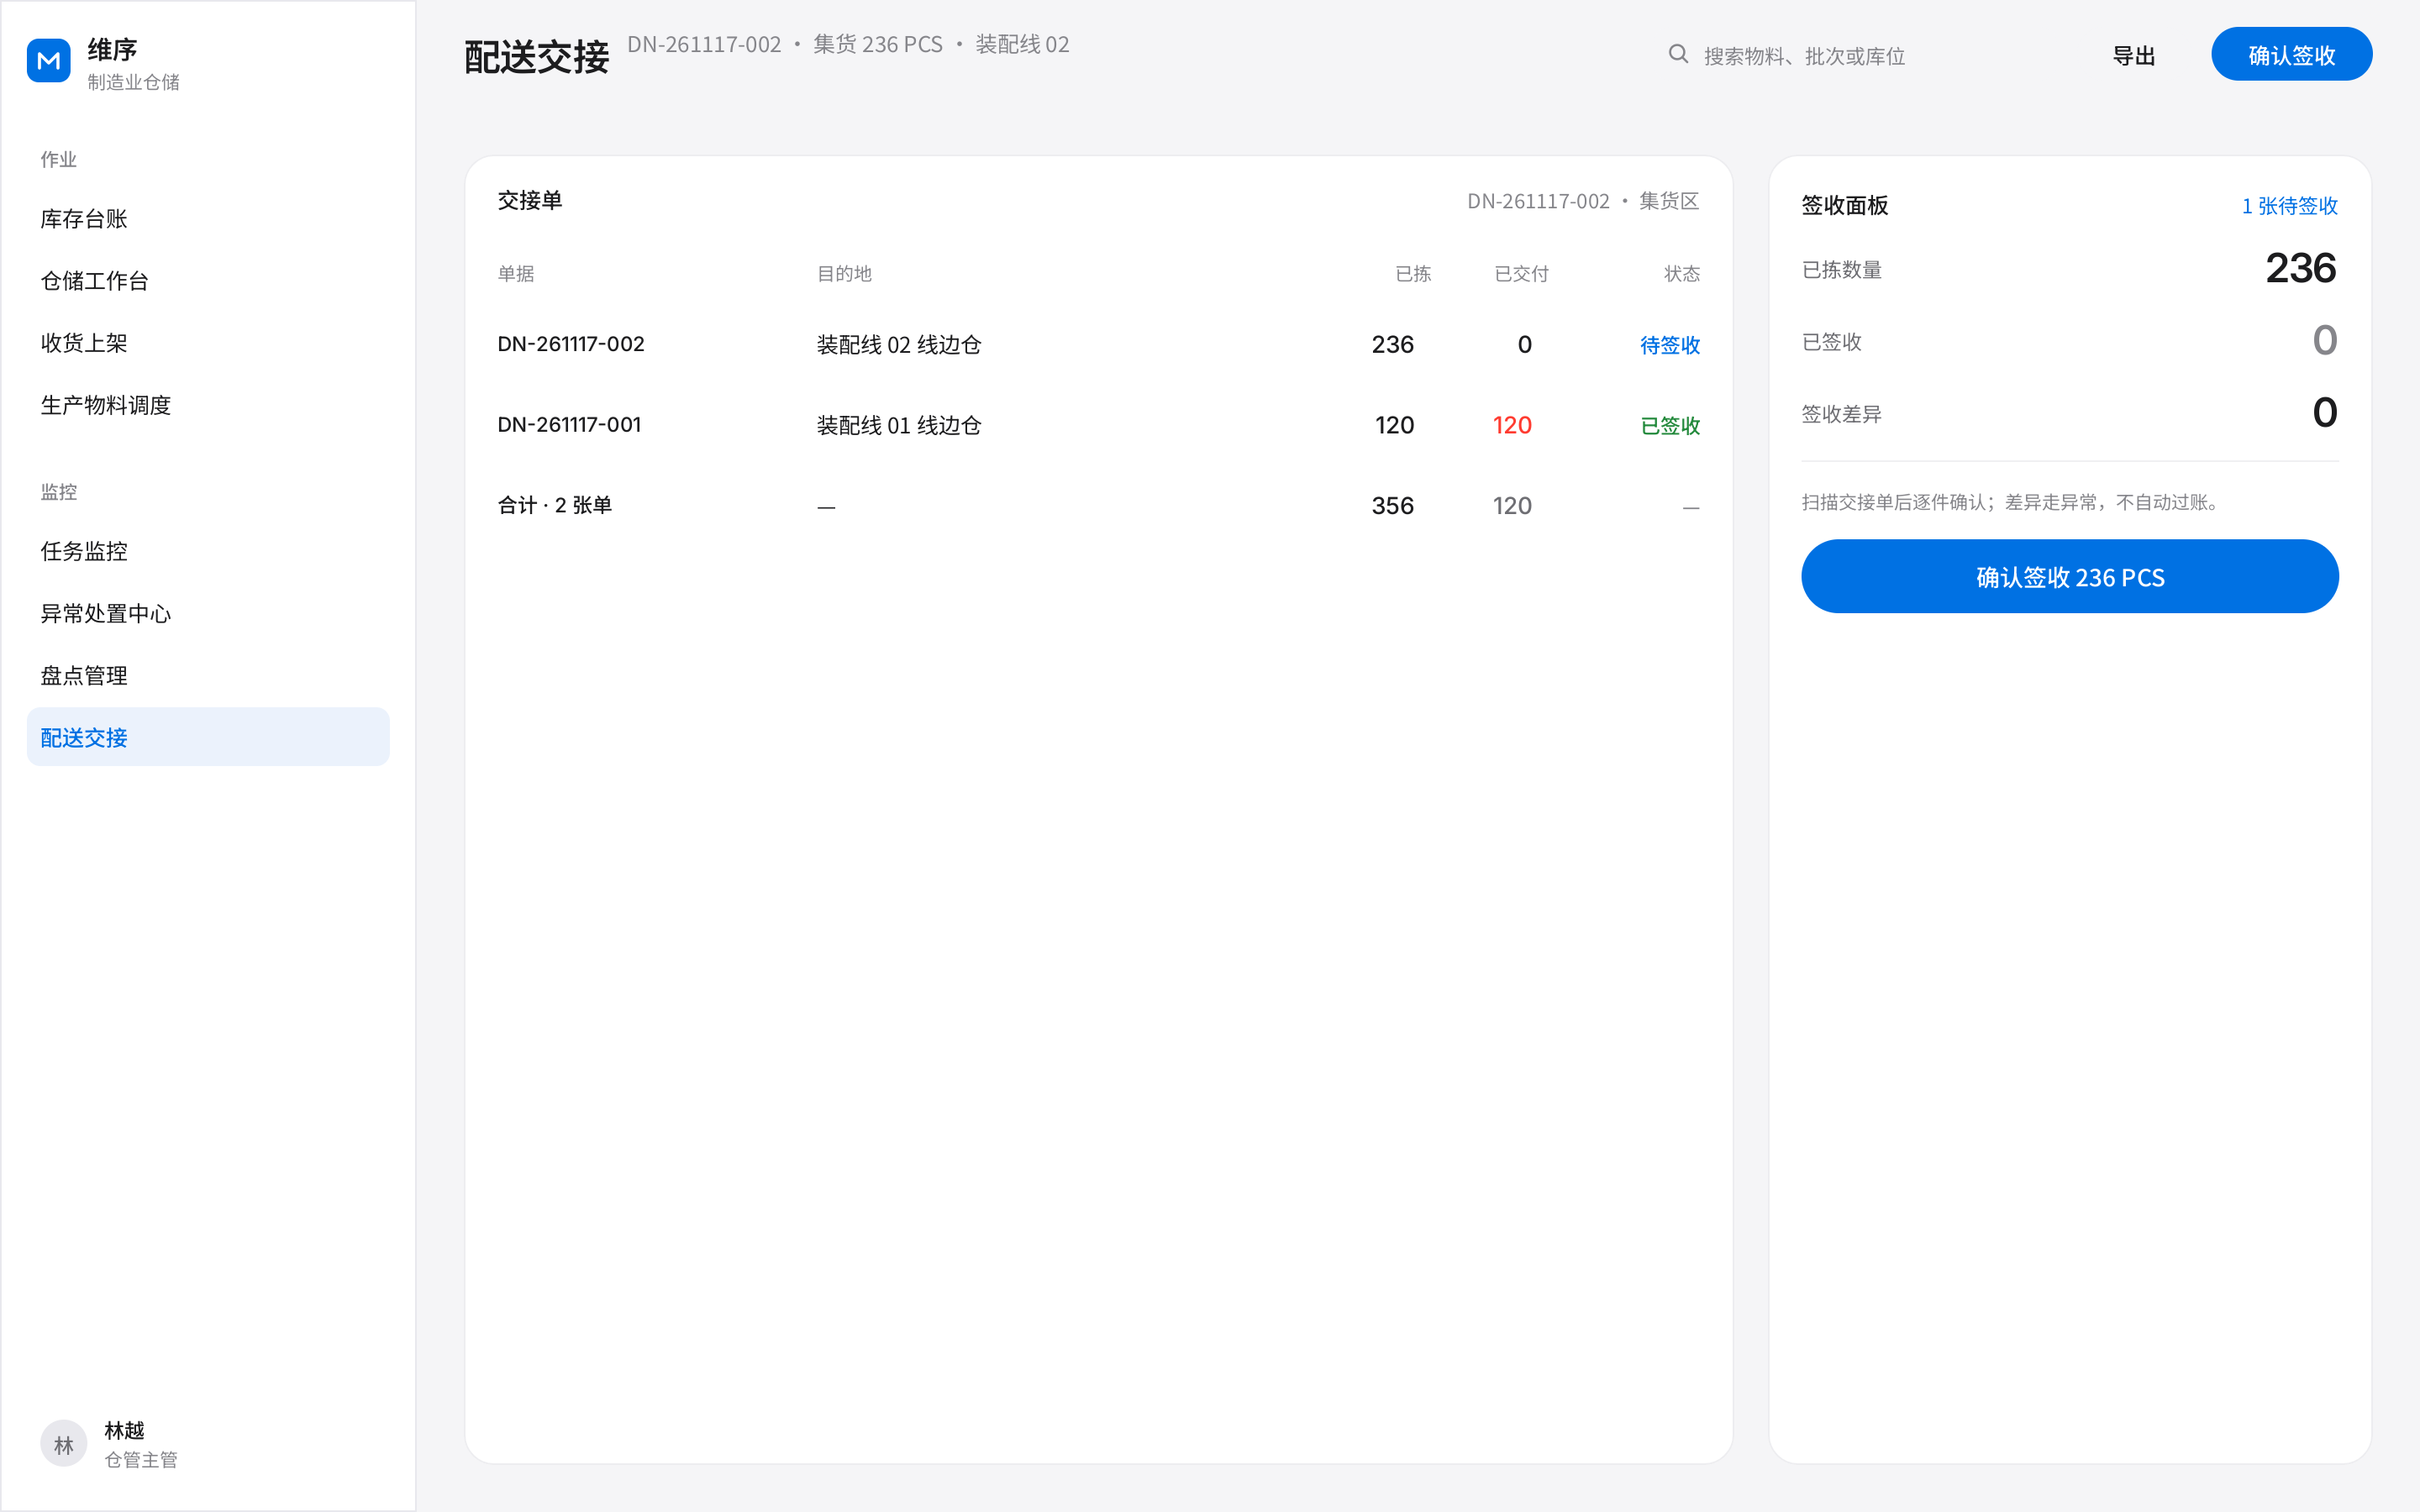 维序
制造业仓储
作业
库存台账
仓储工作台
收货上架
生产物料调度
监控
任务监控
异常处置中心
盘点管理
配送交接
林
林越
仓管主管
配送交接 DN-261117-002 · 集货 236 PCS · 装配线 02
搜索物料、批次或库位
导出
确认签收
交接单 DN-261117-002 · 集货区
单据 目的地 已拣 已交付 状态
DN-261117-002 装配线 02 线边仓 236 0 待签收
DN-261117-001 装配线 01 线边仓 120 120 已签收
合计 · 2 张单 — 356 120 —
签收面板 1 张待签收
已拣数量 236
已签收 0
签收差异 0
扫描交接单后逐件确认；差异走异常，不自动过账。
确认签收 236 PCS